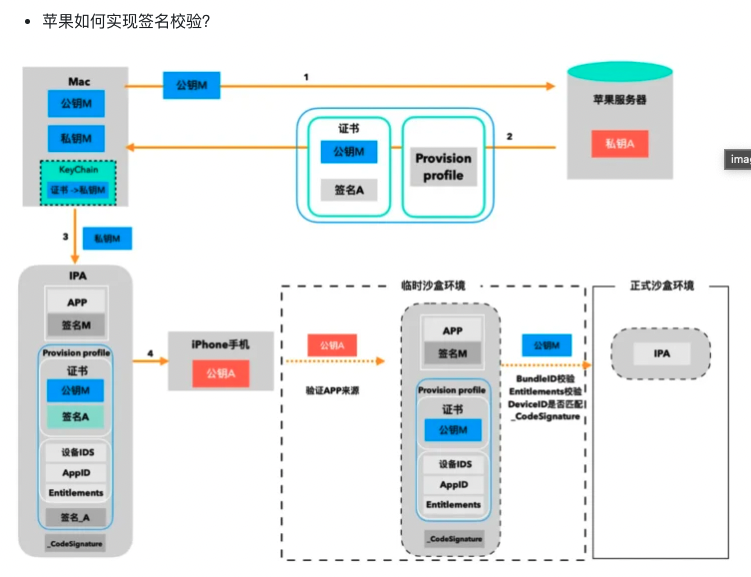 苹果如何实现签名校验?
Mac
公钥M
私钥M
KeyChain
证书 ->私钥M
公钥M
1
苹果服务器
私钥A
2
证书
公钥M
签名A
Provision
profile
3
私钥M
IPA
APP
签名M
Provision profile
证书
公钥M
签名A
设备IDS
AppID
Entitlements
签名_A
_CodeSignature
4
iPhone手机
公钥A
临时沙盒环境
公钥A
验证APP来源
APP
签名M
Provision profile
证书
公钥M
设备IDS
AppID
Entitlements
_CodeSignature
公钥M
BundleID校验
Entitlements校验
DeviceID是否匹配
_CodeSignature
正式沙盒环境
IPA